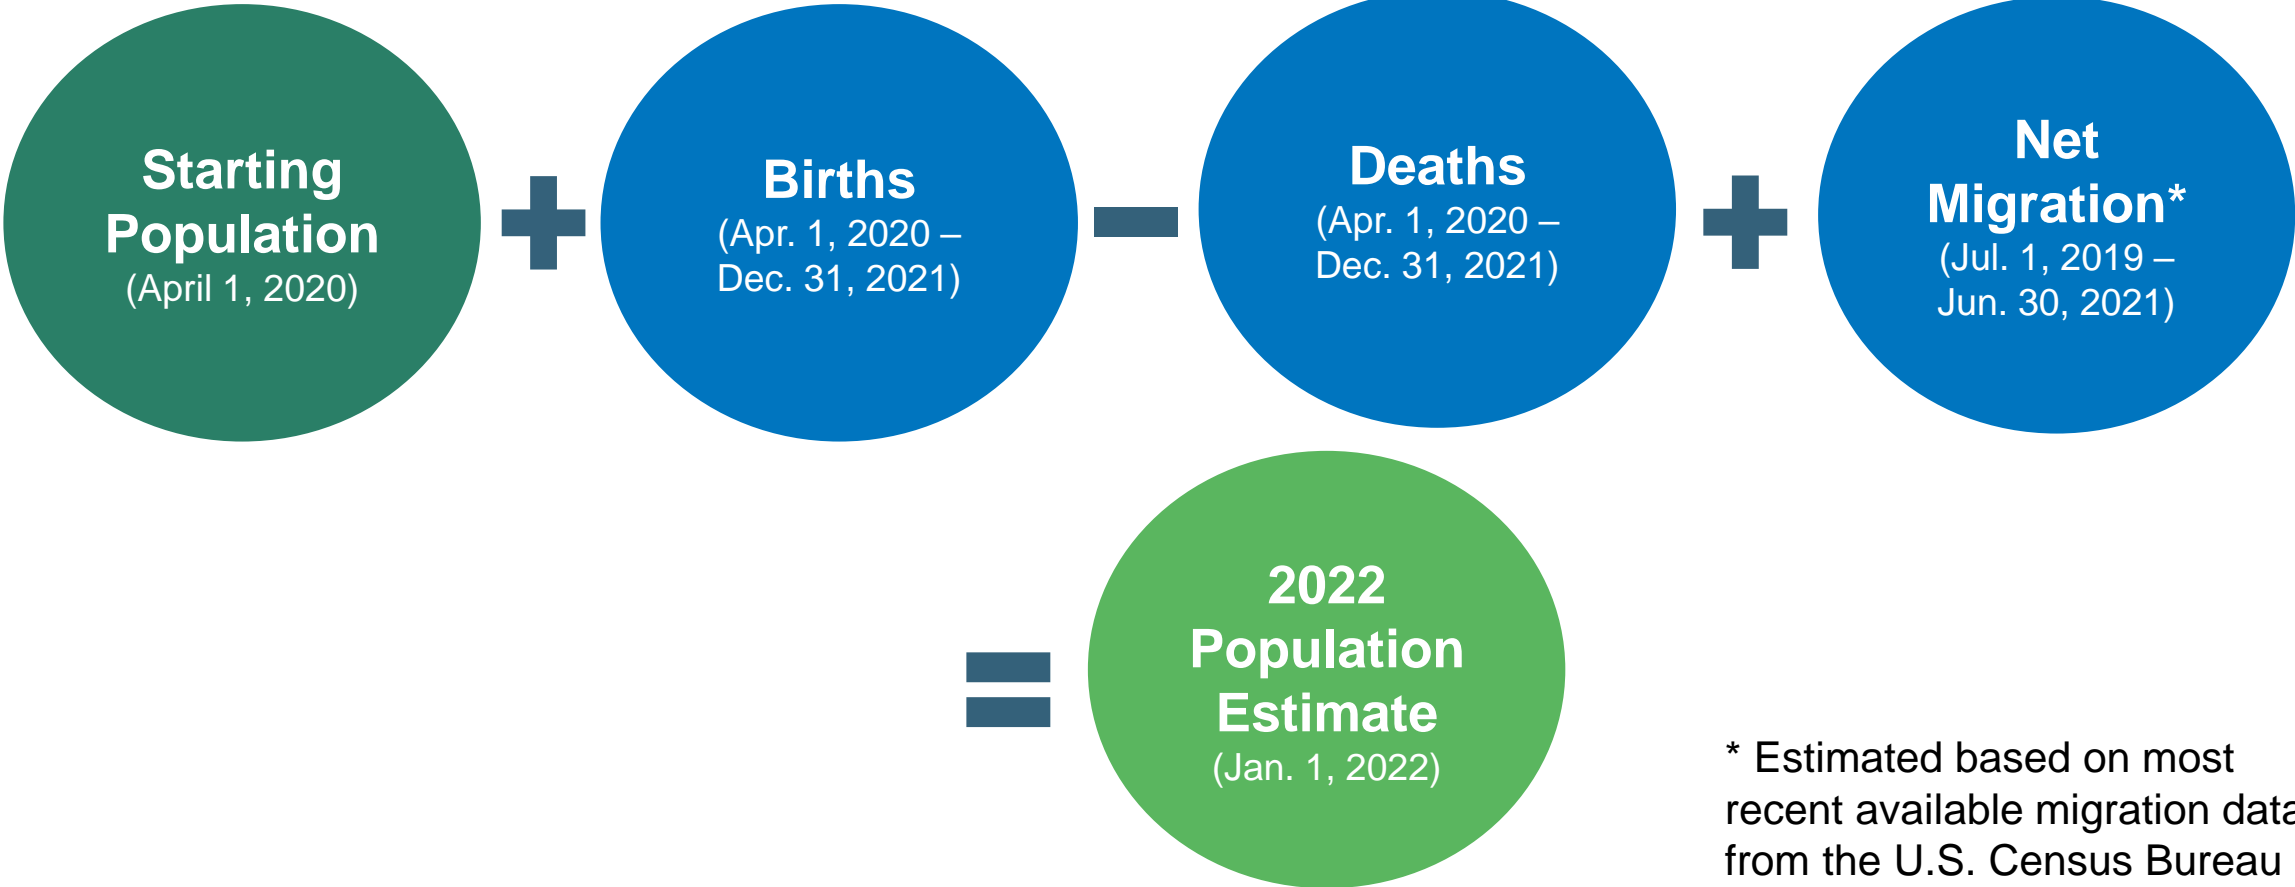 Starting
Population
(April 1, 2020)
Births
(Apr. 1, 2020 –
Dec. 31, 2021)
Deaths
(Apr. 1, 2020 –
Dec. 31, 2021)
Net
Migration*
(Jul. 1, 2019 –
Jun. 30, 2021)
2022
Population
Estimate
(Jan. 1, 2022)
* Estimated based on most
recent available migration data
from the U.S. Census Bureau